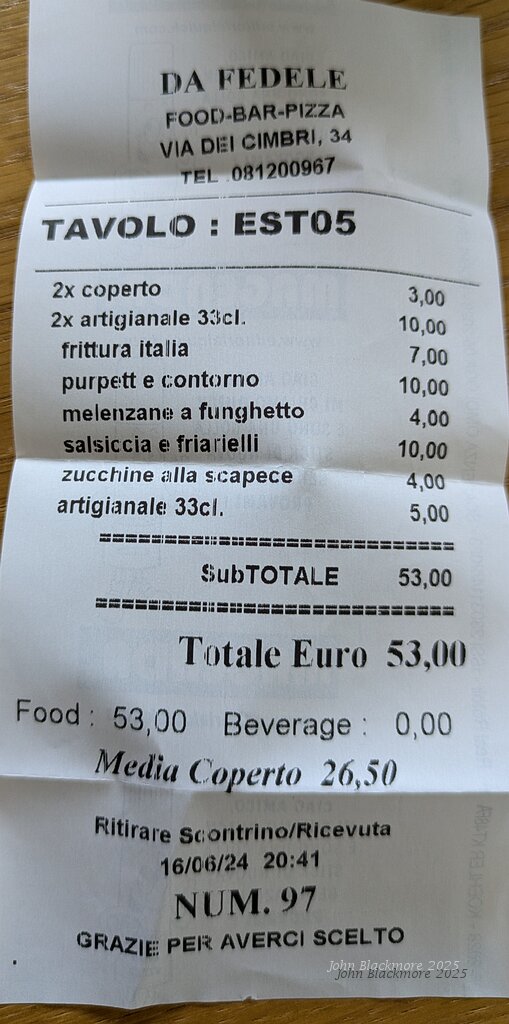 DA FEDELE
FOOD-BAR-PIZZA
VIA DEI CIMBRI, 34
TEL .081200967
TAVOLO : EST05
2x coperto 3,00
2x artigianale 33cl. 10,00
frittura italia 7,00
purpett e contorno 10,00
melenzane a funghetto 4,00
salsiccia e friarielli 10,00
zucchine alla scapece 4,00
artigianale 33cl. 5,00
==================================
SubTOTALE 53,00
==================================
Totale Euro 53,00
Food : 53,00 Beverage : 0,00
Media Coperto 26,50
Ritirare Scontrino/Ricevuta
16/06/24 20:41
NUM. 97
GRAZIE PER AVERCI SCELTO
John Blackmore 2025
John Blackmore 2025